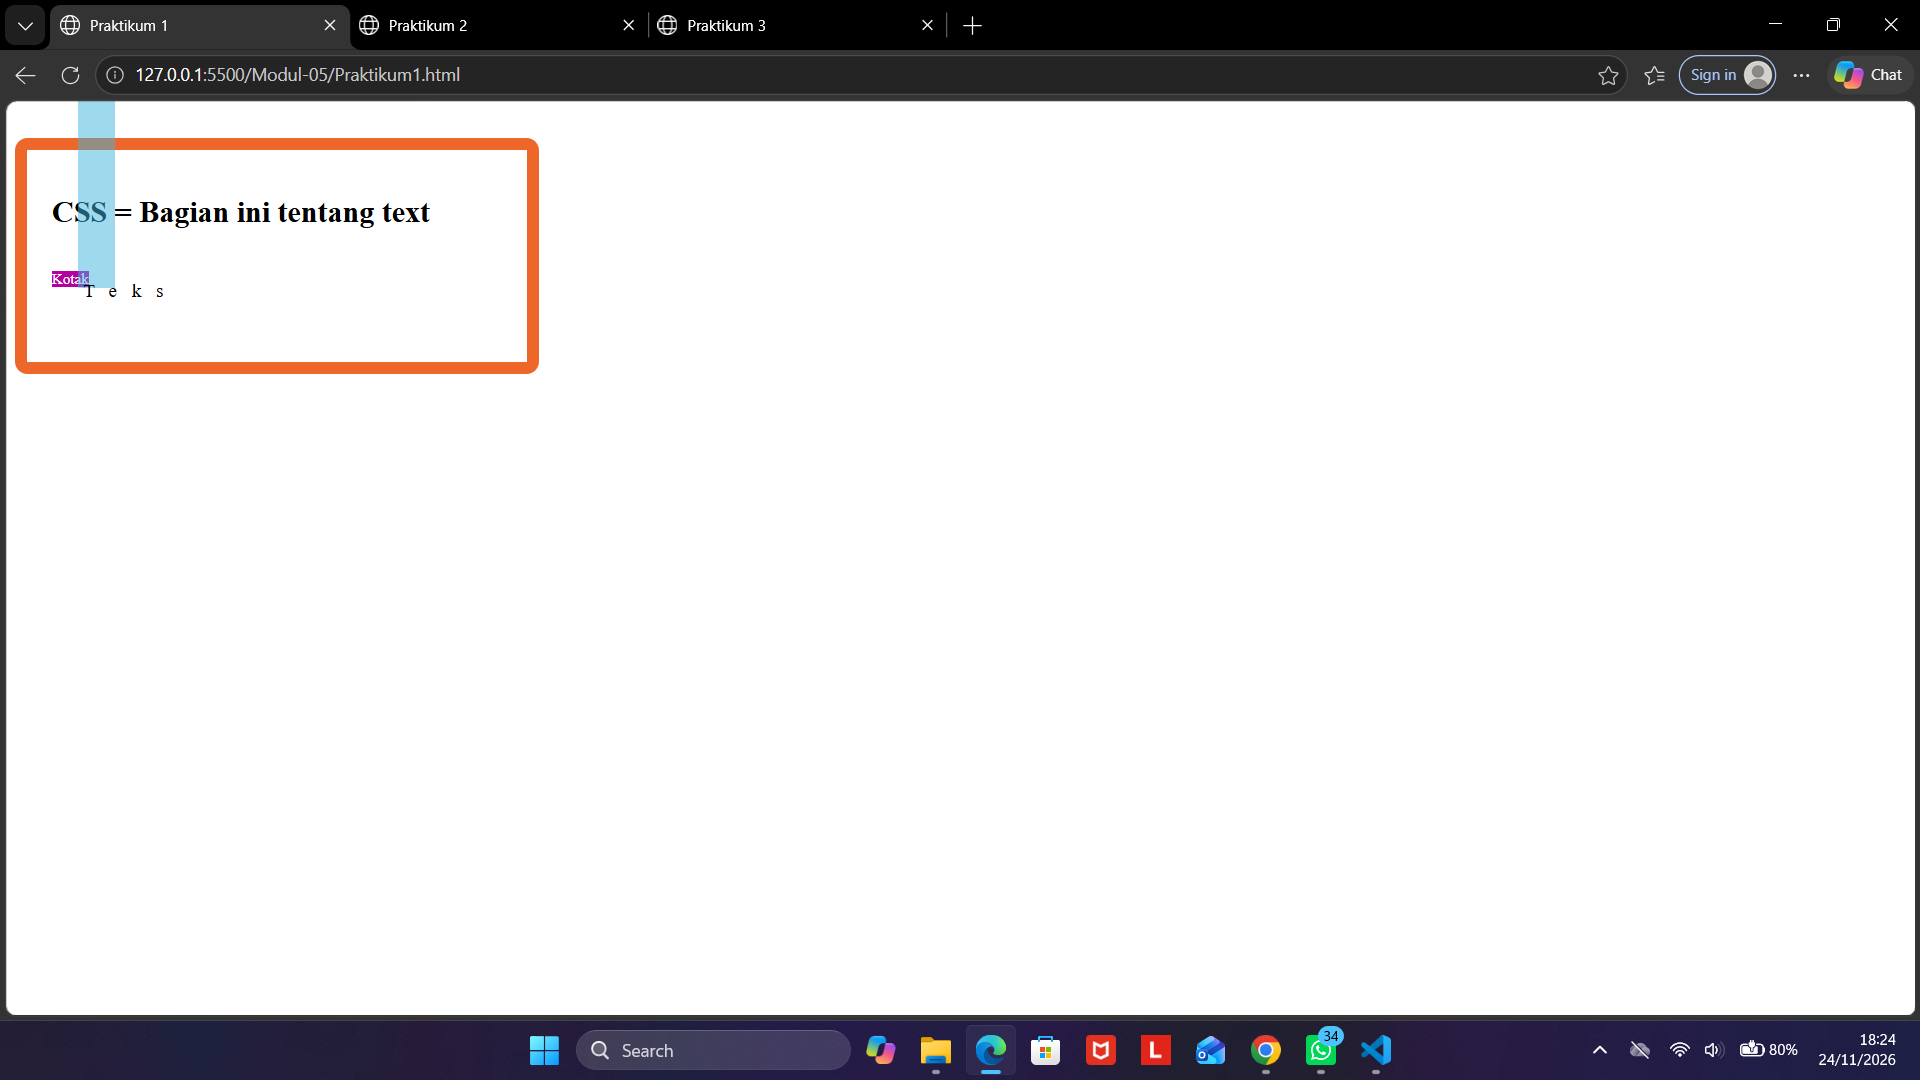 Praktikum 1
Praktikum 2
Praktikum 3
127.0.0.1:5500/Modul-05/Praktikum1.html
Sign in
Chat
CSS = Bagian ini tentang text
Kotak
T e k s
Search
L
34
80%
18:24
24/11/2026